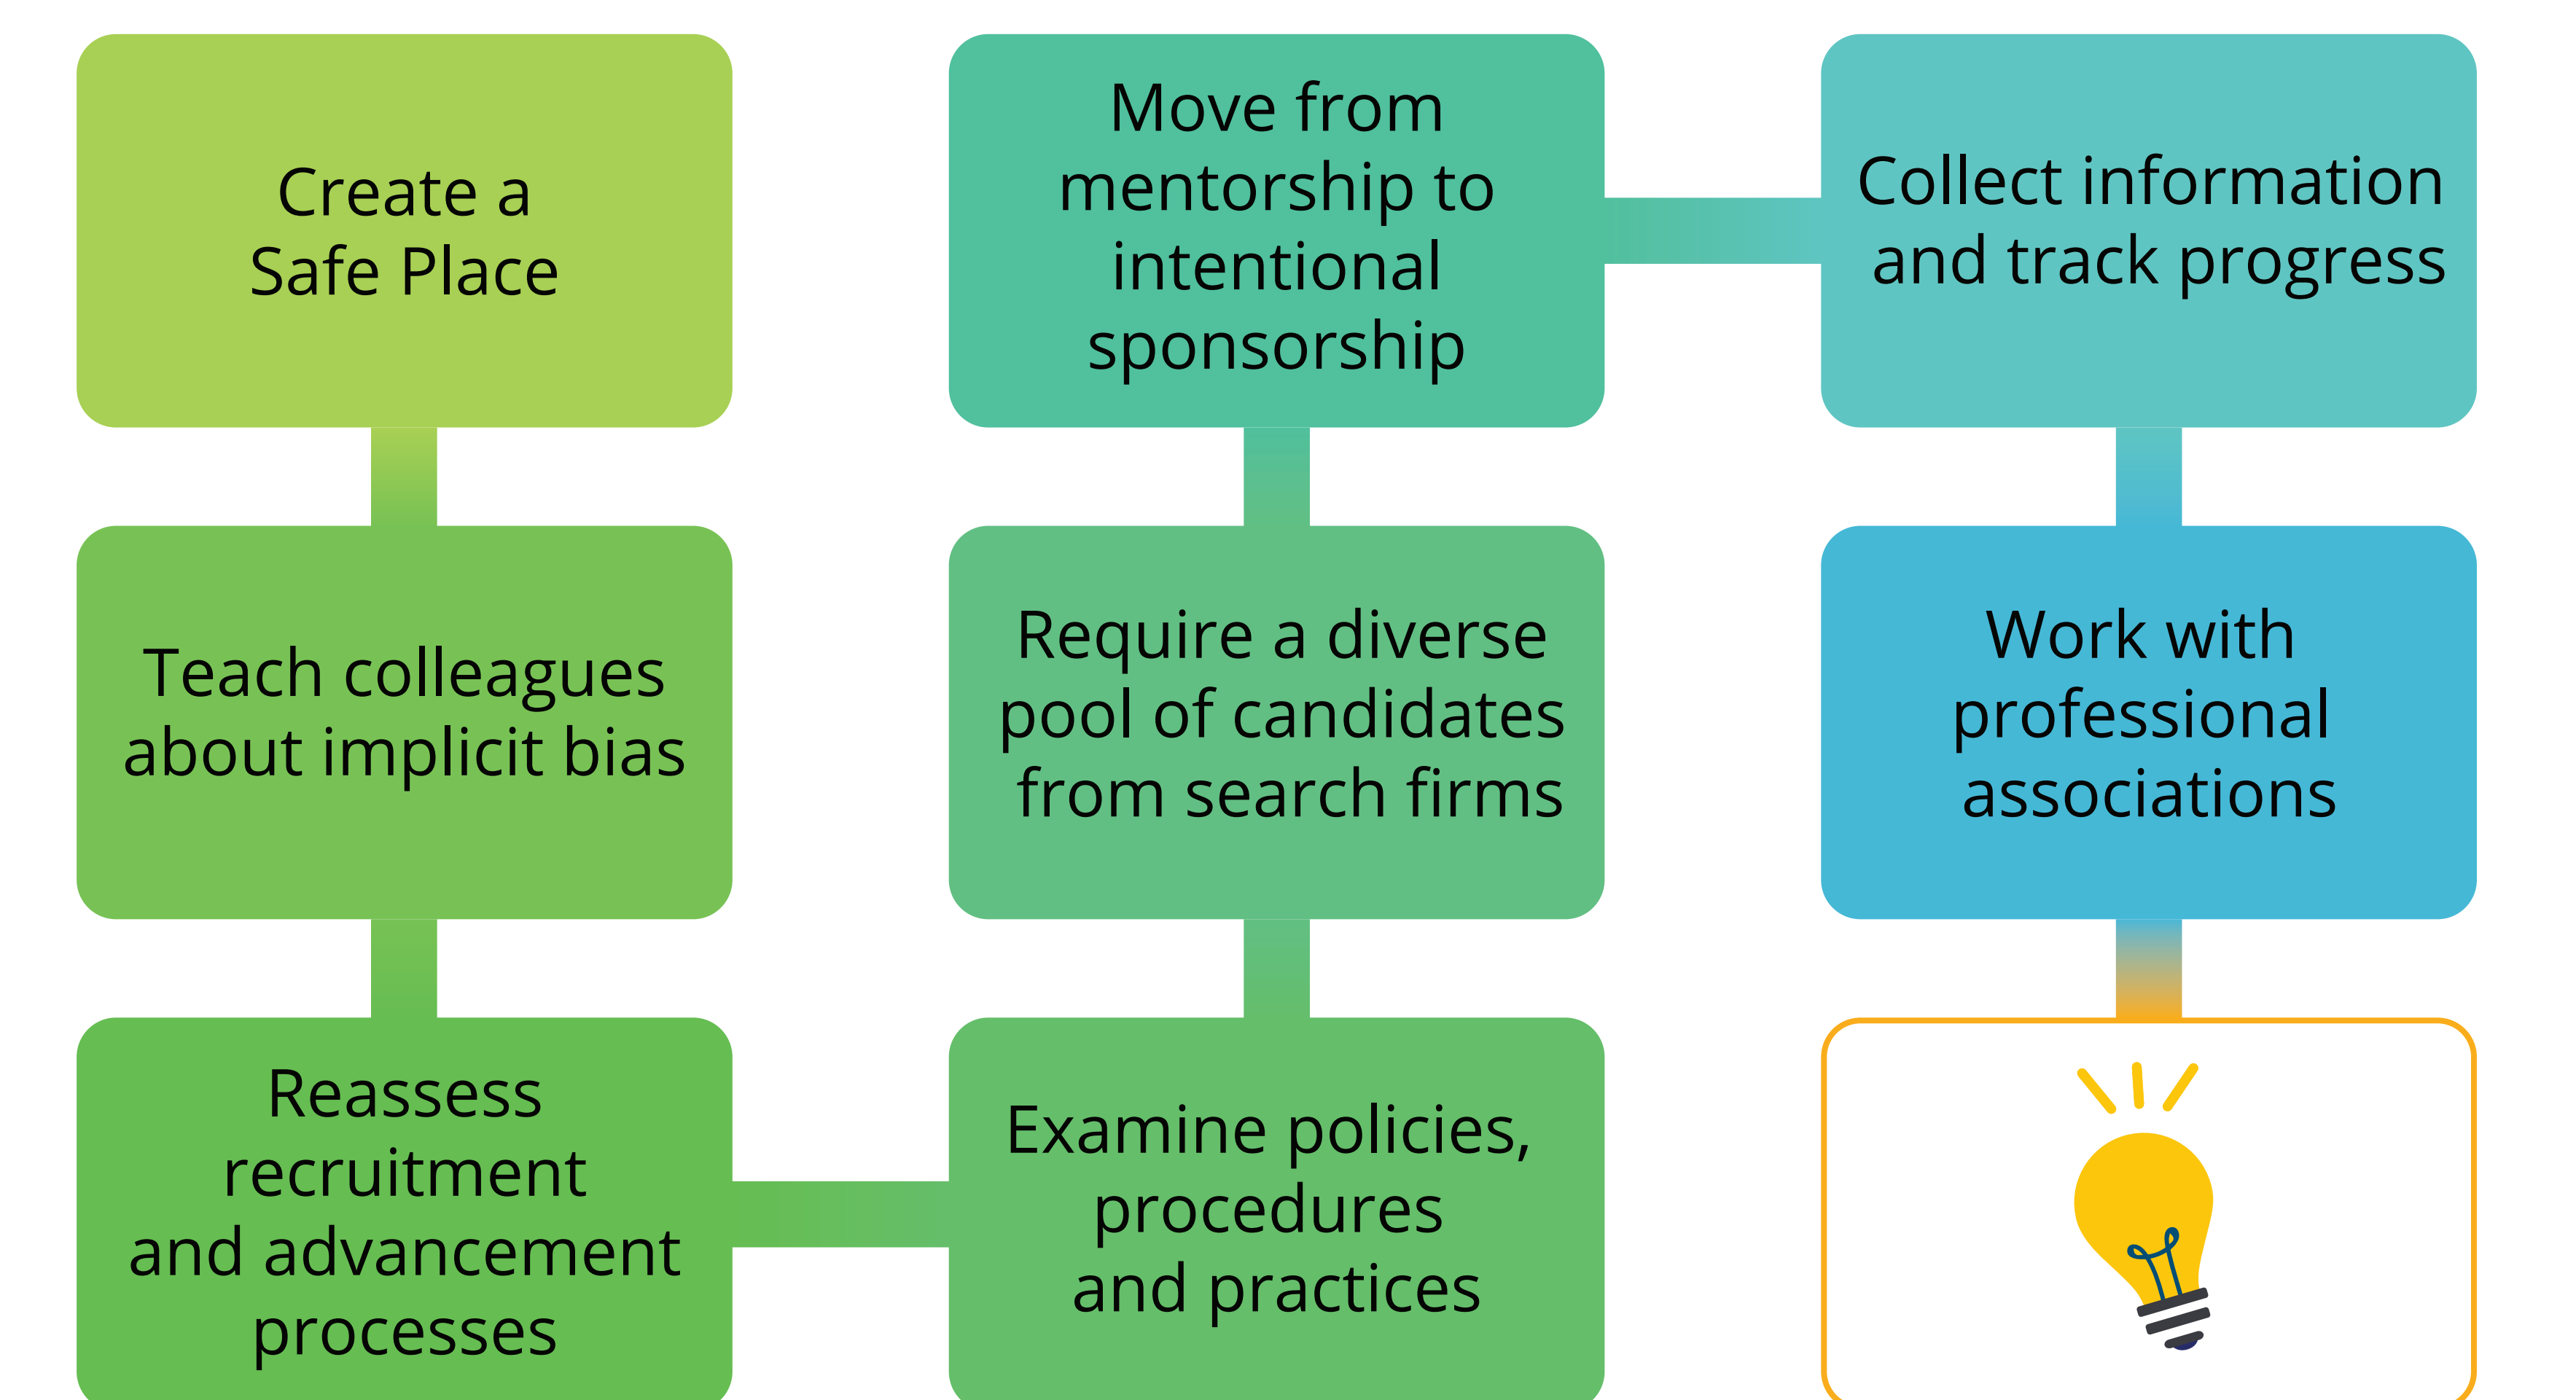 Create a
Safe Place
Teach colleagues
about implicit bias
Reassess
recruitment
and advancement
processes
Examine policies,
procedures
and practices
Require a diverse
pool of candidates
from search firms
Move from
mentorship to
intentional
sponsorship
Collect information
and track progress
Work with
professional
associations